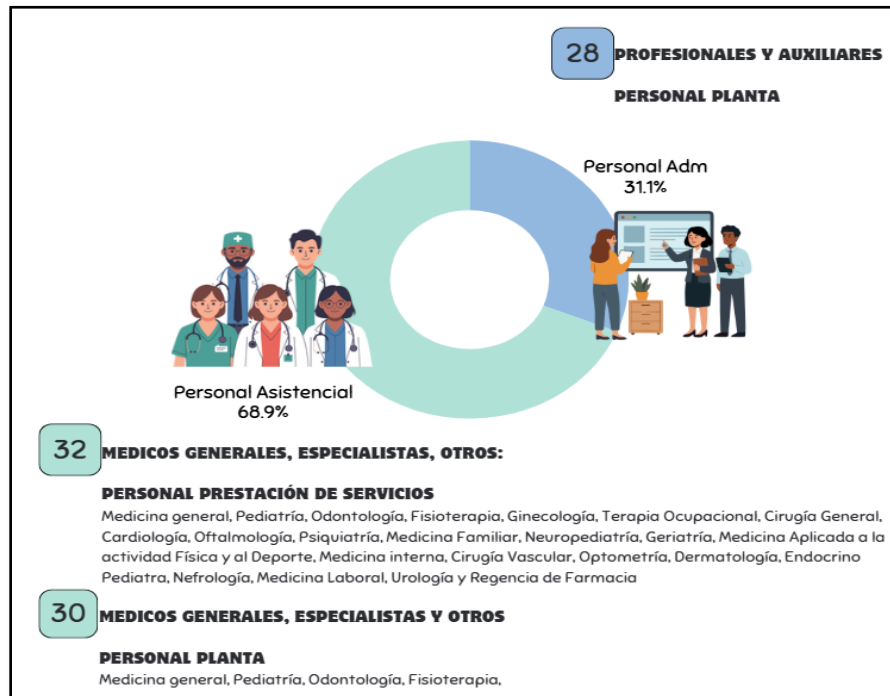 28 PROFESIONALES Y AUXILIARES
PERSONAL PLANTA
Personal Adm
31.1%
Personal Asistencial
68.9%
32 MEDICOS GENERALES, ESPECIALISTAS, OTROS:
PERSONAL PRESTACIÓN DE SERVICIOS
Medicina general, Pediatría, Odontología, Fisioterapia, Ginecología, Terapia Ocupacional, Cirugía General,
Cardiología, Oftalmología, Psiquiatría, Medicina Familiar, Neuropediatría, Geriatría, Medicina Aplicada a la
actividad Física y al Deporte, Medicina interna, Cirugía Vascular, Optometría, Dermatología, Endocrino
Pediatra, Nefrología, Medicina Laboral, Urología y Regencia de Farmacia
30 MEDICOS GENERALES, ESPECIALISTAS Y OTROS
PERSONAL PLANTA
Medicina general, Pediatría, Odontología, Fisioterapia,